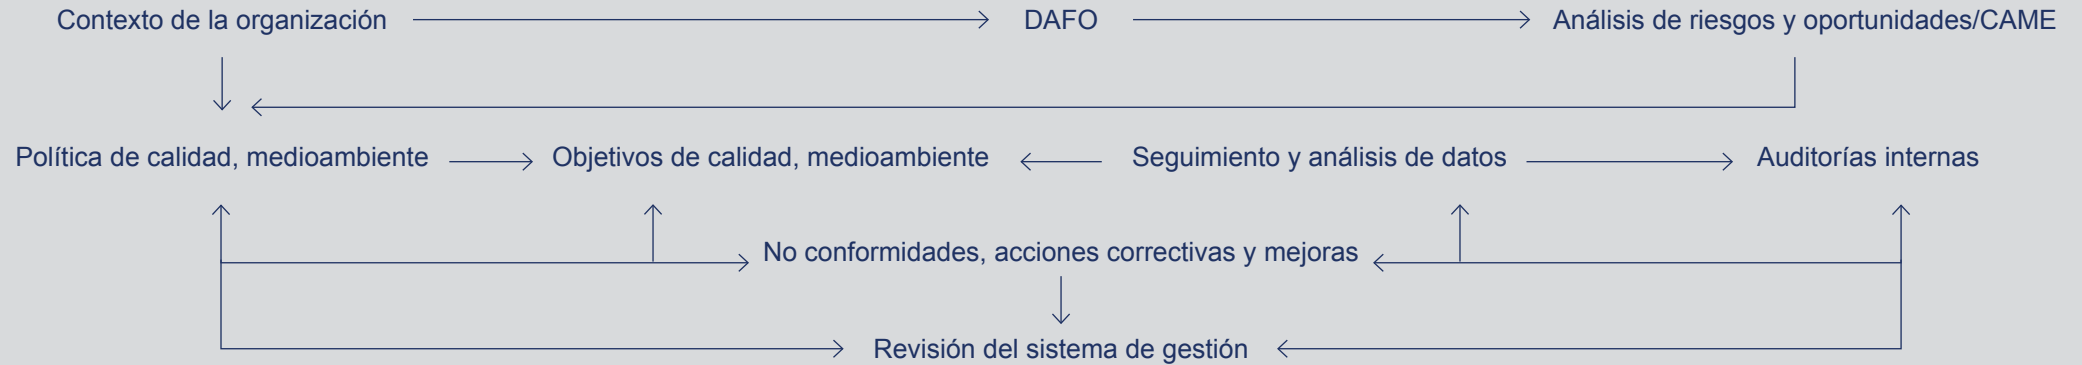 Contexto de la organización
DAFO
Análisis de riesgos y oportunidades/CAME
Política de calidad, medioambiente
Objetivos de calidad, medioambiente
Seguimiento y análisis de datos
Auditorías internas
No conformidades, acciones correctivas y mejoras
Revisión del sistema de gestión